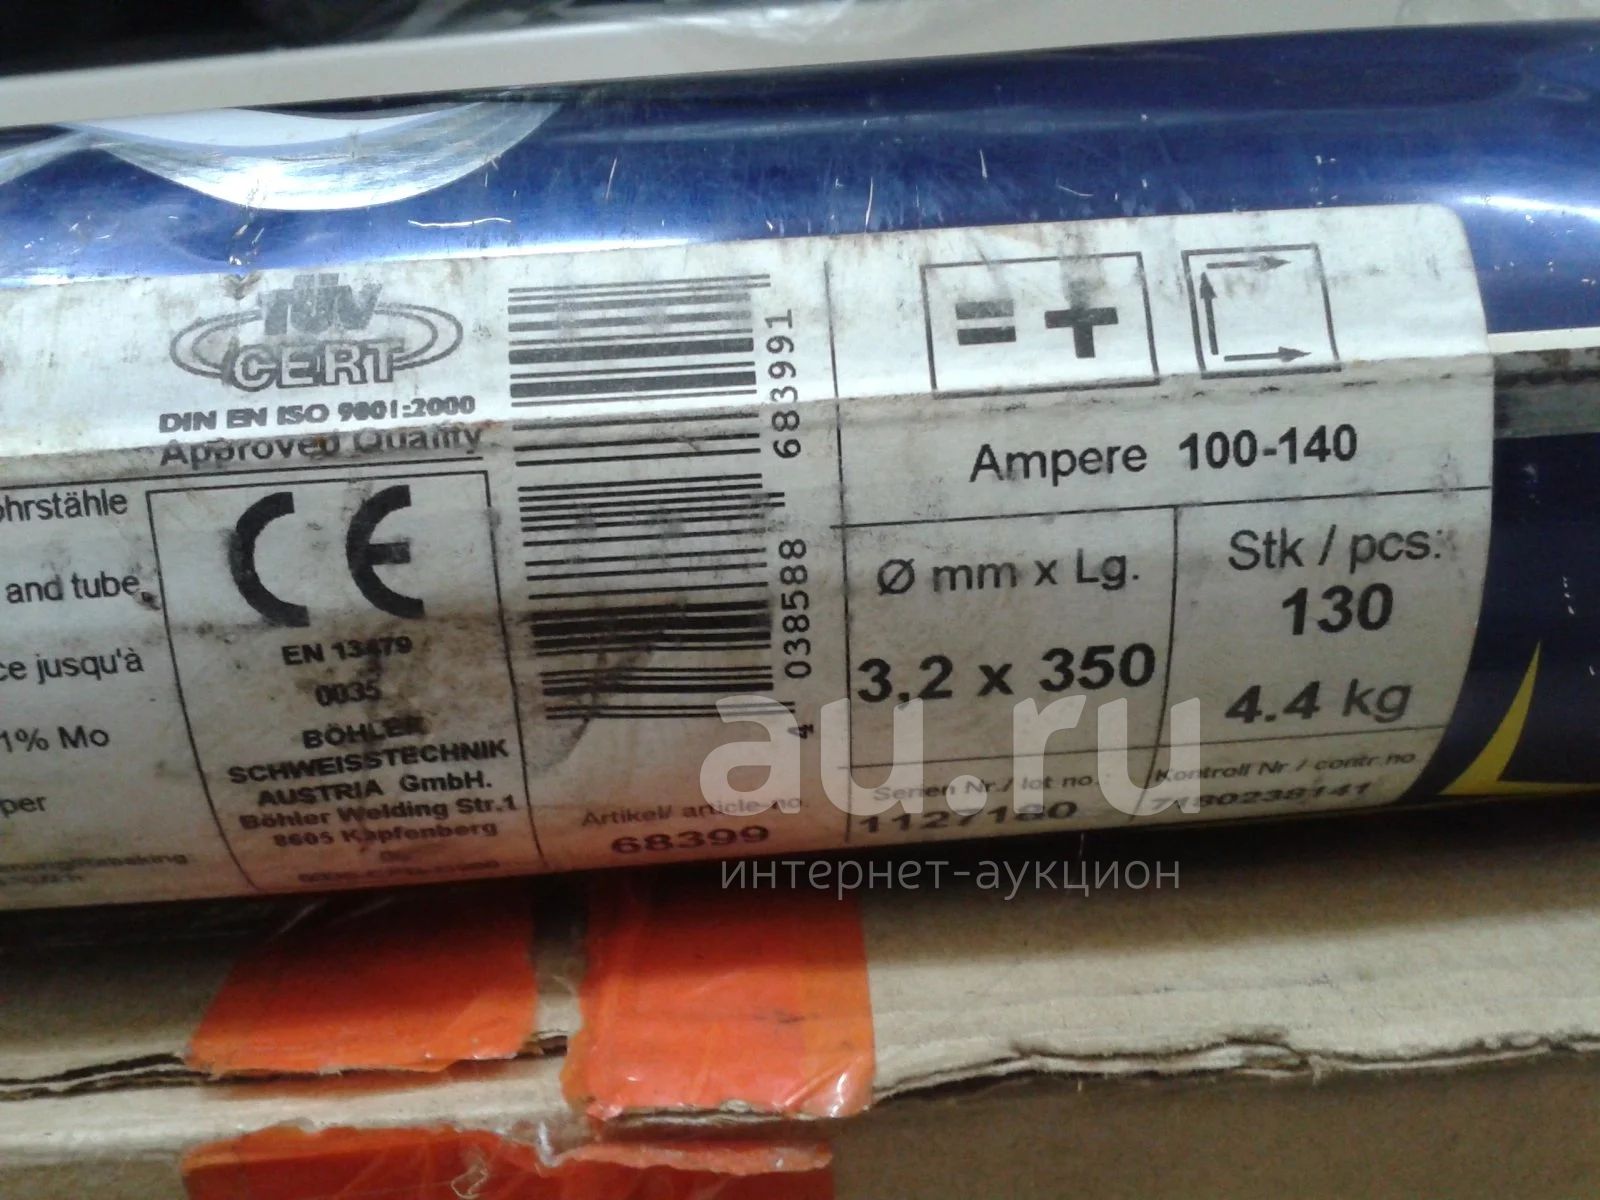 TÜV
CERT
DIN EN ISO 9001:2000
Approved Quality
ohrstähle
and tube,
ce jusqu'à
1% Mo
per
CE
EN 13479
0035
BÖHLER
SCHWEISSTECHNIK
AUSTRIA GmbH.
Böhler Welding Str.1
8605 Kapfenberg
4 038588 683991
Artikel/ article-no.
68399
= +
Ampere 100-140
Ø mm x Lg.
3,2 x 350
Stk / pcs:
130
4.4 kg
Serien Nr./ lot no.:
1127180
Kontroll Nr / contr.no
7180238141
au.ru
интернет-аукцион